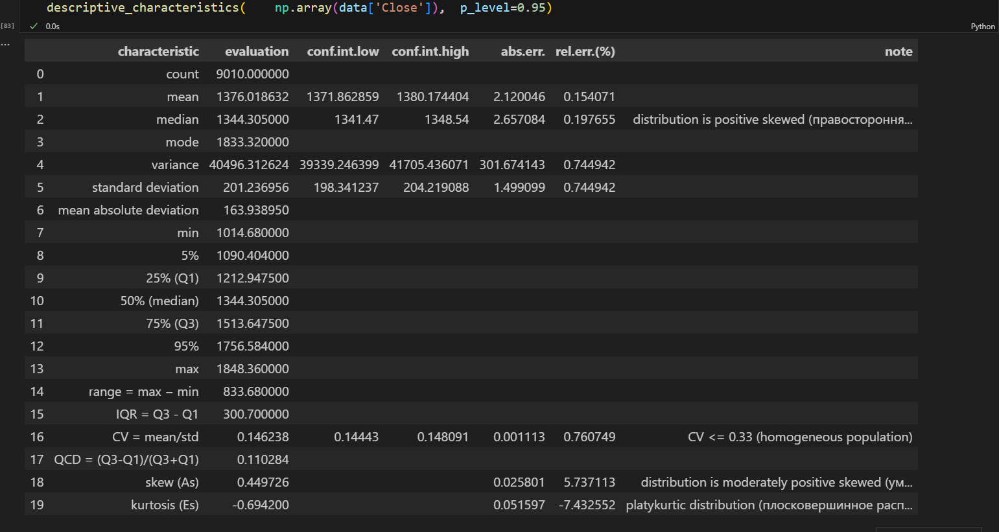 descriptive_characteristics(    np.array(data['Close']),  p_level=0.95)
[83] ✓ 0.0s Python
...
characteristic evaluation conf.int.low conf.int.high abs.err. rel.err.(%) note
0 count 9010.000000
1 mean 1376.018632 1371.862859 1380.174404 2.120046 0.154071
2 median 1344.305000 1341.47 1348.54 2.657084 0.197655 distribution is positive skewed (правостороння...
3 mode 1833.320000
4 variance 40496.312624 39339.246399 41705.436071 301.674143 0.744942
5 standard deviation 201.236956 198.341237 204.219088 1.499099 0.744942
6 mean absolute deviation 163.938950
7 min 1014.680000
8 5% 1090.404000
9 25% (Q1) 1212.947500
10 50% (median) 1344.305000
11 75% (Q3) 1513.647500
12 95% 1756.584000
13 max 1848.360000
14 range = max − min 833.680000
15 IQR = Q3 - Q1 300.700000
16 CV = mean/std 0.146238 0.14443 0.148091 0.001113 0.760749 CV <= 0.33 (homogeneous population)
17 QCD = (Q3-Q1)/(Q3+Q1) 0.110284
18 skew (As) 0.449726 0.025801 5.737113 distribution is moderately positive skewed (ум...
19 kurtosis (Es) -0.694200 0.051597 -7.432552 platykurtic distribution (плосковершинное расп...